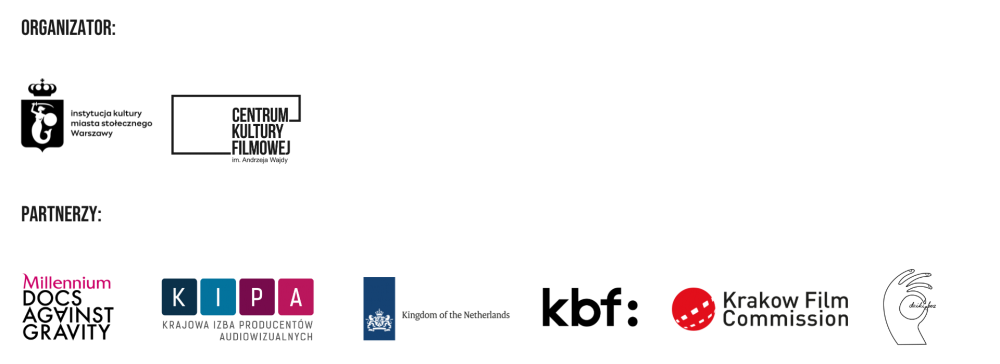 ORGANIZATOR:
instytucja kultury
miasta stołecznego
Warszawy
CENTRUM
KULTURY
FILMOWEJ
im. Andrzeja Wajdy
PARTNERZY:
Millennium
DOCS
AGAINST
GRAVITY
K I P A
KRAJOWA IZBA PRODUCENTÓW
AUDIOWIZUALNYCH
Kingdom of the Netherlands
kbf:
Krakow Film
Commission